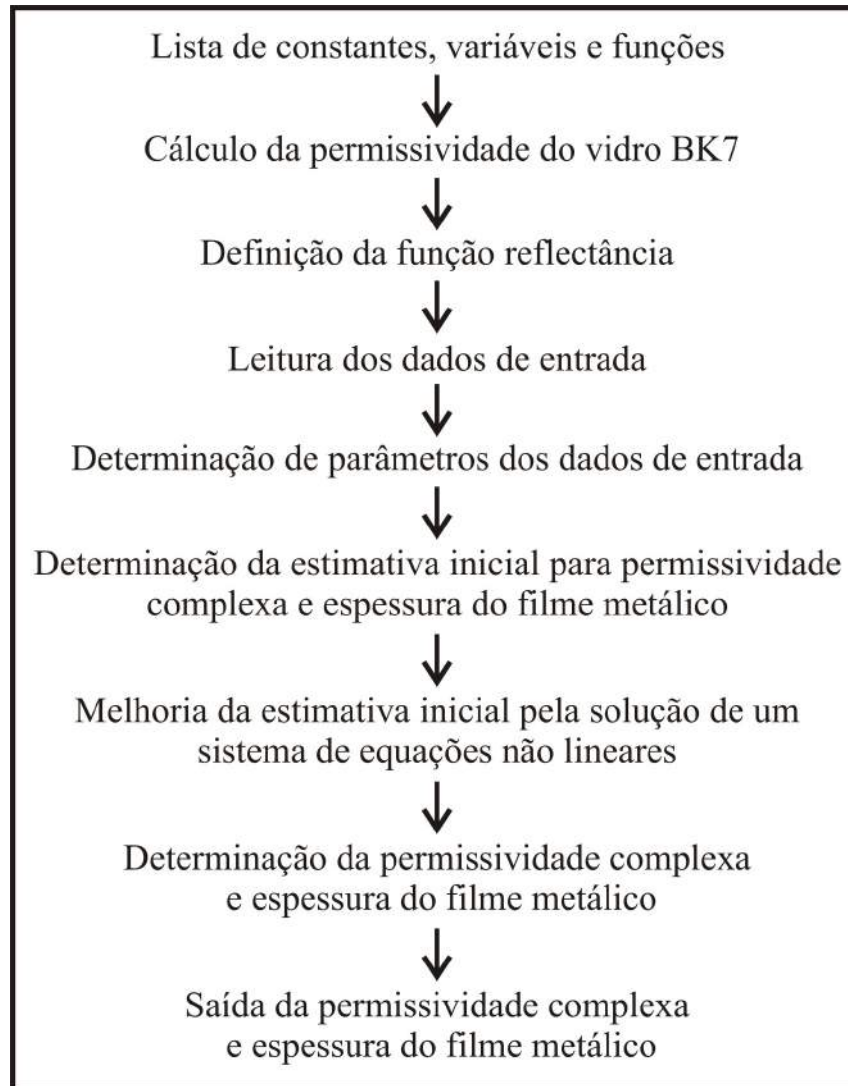 Lista de constantes, variáveis e funções
Cálculo da permissividade do vidro BK7
Definição da função reflectância
Leitura dos dados de entrada
Determinação de parâmetros dos dados de entrada
Determinação da estimativa inicial para permissividade
complexa e espessura do filme metálico
Melhoria da estimativa inicial pela solução de um
sistema de equações não lineares
Determinação da permissividade complexa
e espessura do filme metálico
Saída da permissividade complexa
e espessura do filme metálico